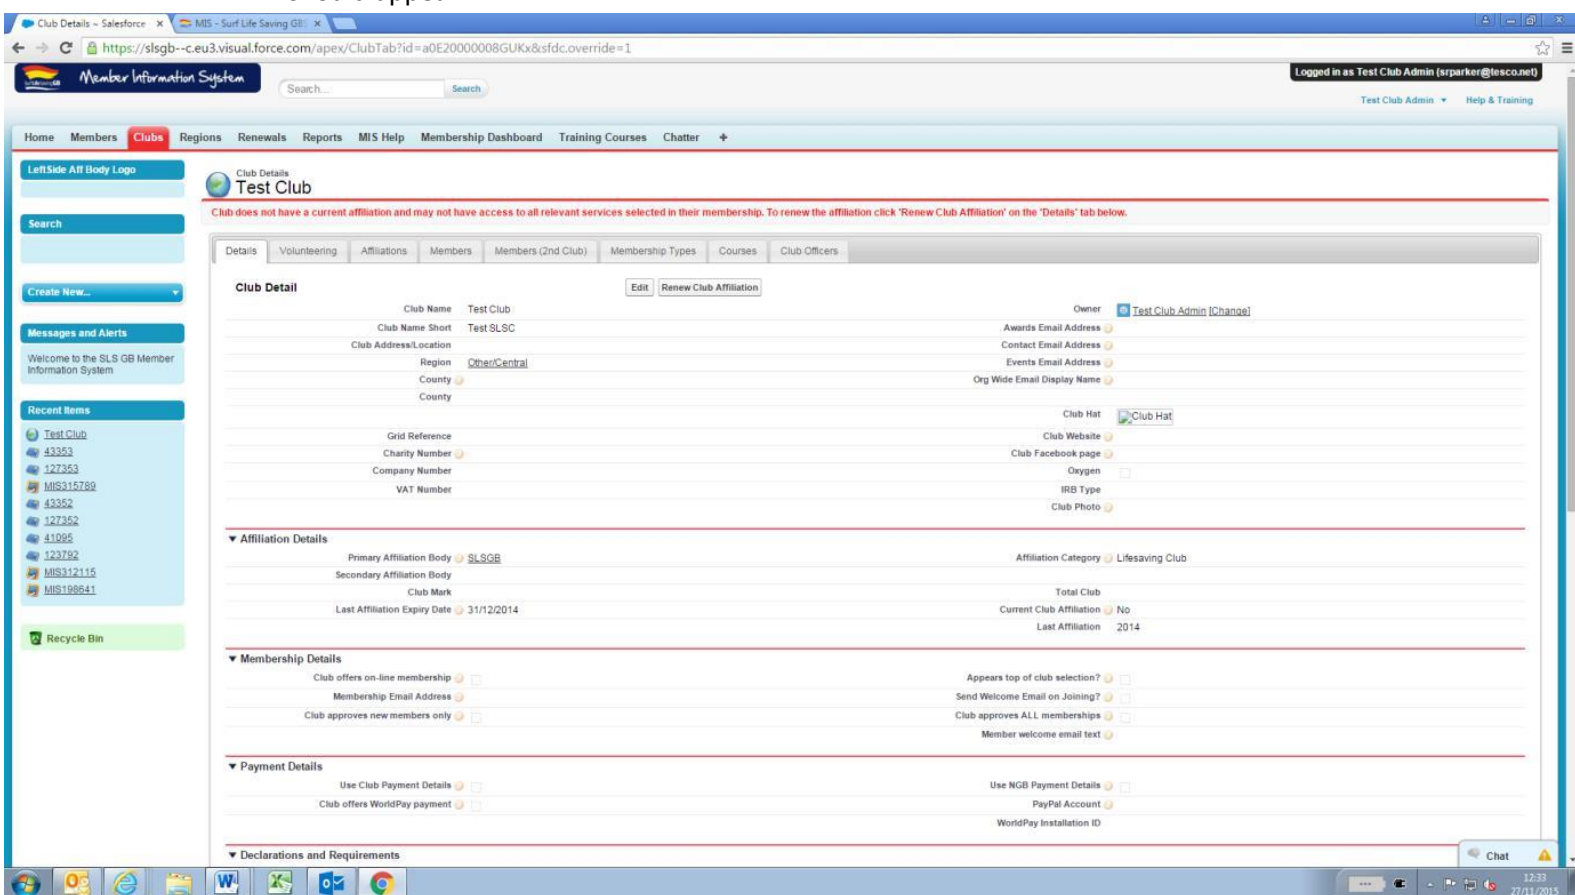 Club Details ~ Salesforce
MIS - Surf Life Saving GB
https://slsgb--c.eu3.visual.force.com/apex/ClubTab?id=a0E20000008GUKx&sfdc.override=1
Member Information System
Search...
Search
Logged in as Test Club Admin (srparker@tesco.net)
Test Club Admin
Help & Training
Home Members Clubs Regions Renewals Reports MIS Help Membership Dashboard Training Courses Chatter +
LeftSide Aff Body Logo
Search
Create New...
Messages and Alerts
Welcome to the SLS GB Member
Information System
Recent Items
Test Club
43353
127353
MIS315789
43352
127352
41095
123792
MIS312115
MIS198641
Recycle Bin
Club Details
Test Club
Club does not have a current affiliation and may not have access to all relevant services selected in their membership. To renew the affiliation click 'Renew Club Affiliation' on the 'Details' tab below.
Details Volunteering Affiliations Members Members (2nd Club) Membership Types Courses Club Officers
Club Detail Edit Renew Club Affiliation
Club Name Test Club Owner Test Club Admin [Change]
Club Name Short Test SLSC Awards Email Address
Club Address/Location Contact Email Address
Region Other/Central Events Email Address
County Org Wide Email Display Name
County
Club Hat Club Hat
Grid Reference Club Website
Charity Number Club Facebook page
Company Number Oxygen
VAT Number IRB Type
Club Photo
Affiliation Details
Primary Affiliation Body SLSGB Affiliation Category Lifesaving Club
Secondary Affiliation Body
Club Mark Total Club
Last Affiliation Expiry Date 31/12/2014 Current Club Affiliation No
Last Affiliation 2014
Membership Details
Club offers on-line membership Appears top of club selection?
Membership Email Address Send Welcome Email on Joining?
Club approves new members only Club approves ALL memberships
Member welcome email text
Payment Details
Use Club Payment Details Use NGB Payment Details
Club offers WorldPay payment PayPal Account
WorldPay Installation ID
Declarations and Requirements
Chat
12:33
27/11/2015